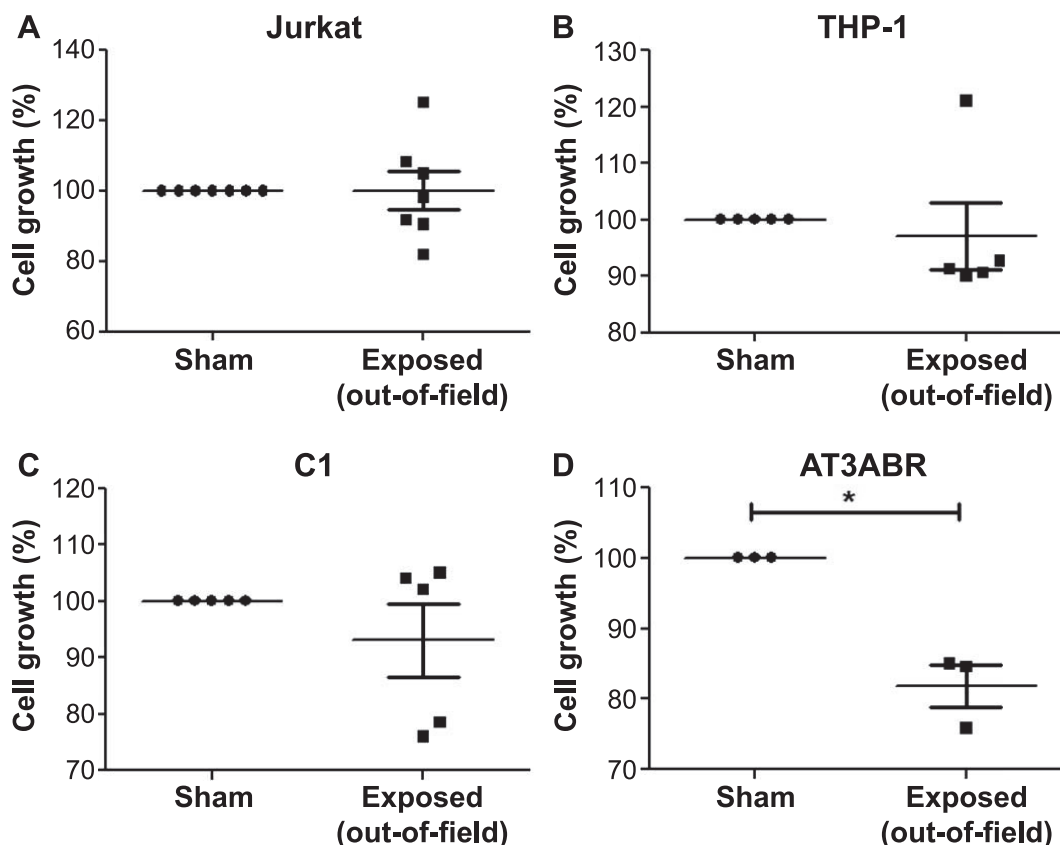 A
Jurkat
Cell growth (%)
140
120
100
80
60
Sham
Exposed
(out-of-field)
B
THP-1
Cell growth (%)
130
120
110
100
90
80
Sham
Exposed
(out-of-field)
C
C1
Cell growth (%)
120
110
100
90
80
70
Sham
Exposed
(out-of-field)
D
AT3ABR
Cell growth (%)
110
100
90
80
70
*
Sham
Exposed
(out-of-field)